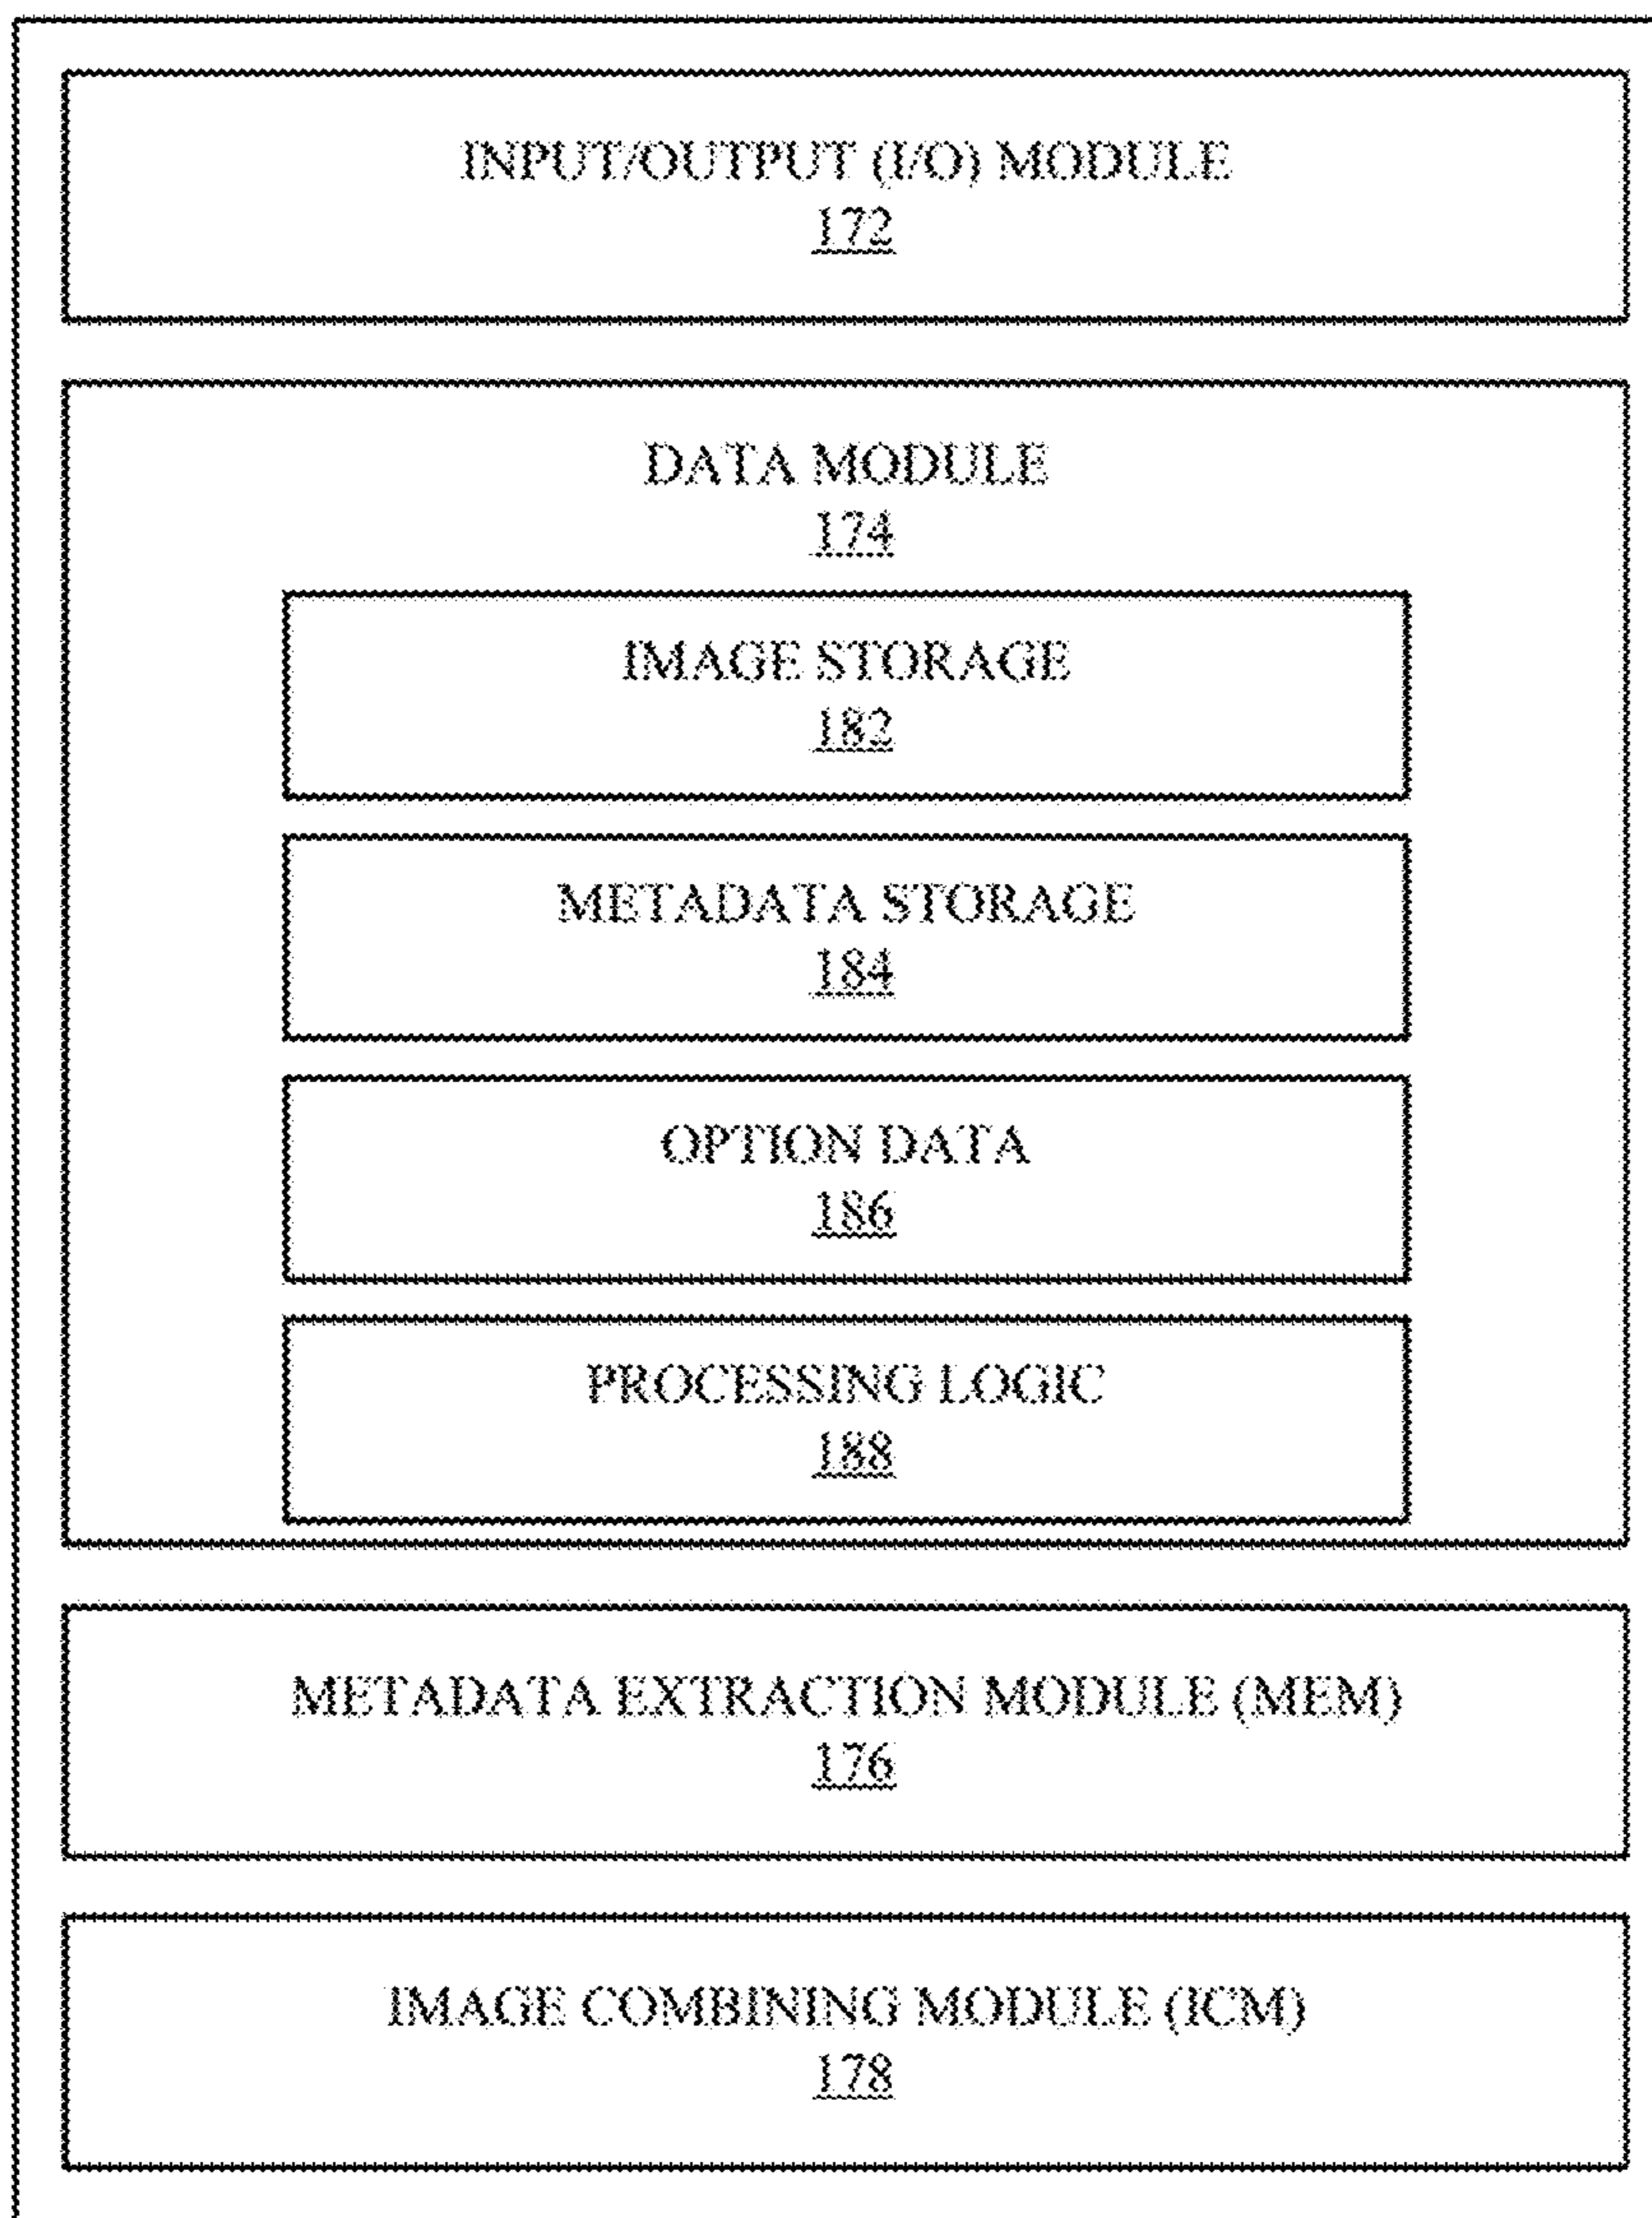 INPUT/OUTPUT (I/O) MODULE
172
DATA MODULE
174
IMAGE STORAGE
182
METADATA STORAGE
184
OPTION DATA
186
PROCESSING LOGIC
188
METADATA EXTRACTION MODULE (MEM)
176
IMAGE COMBINING MODULE (ICM)
178